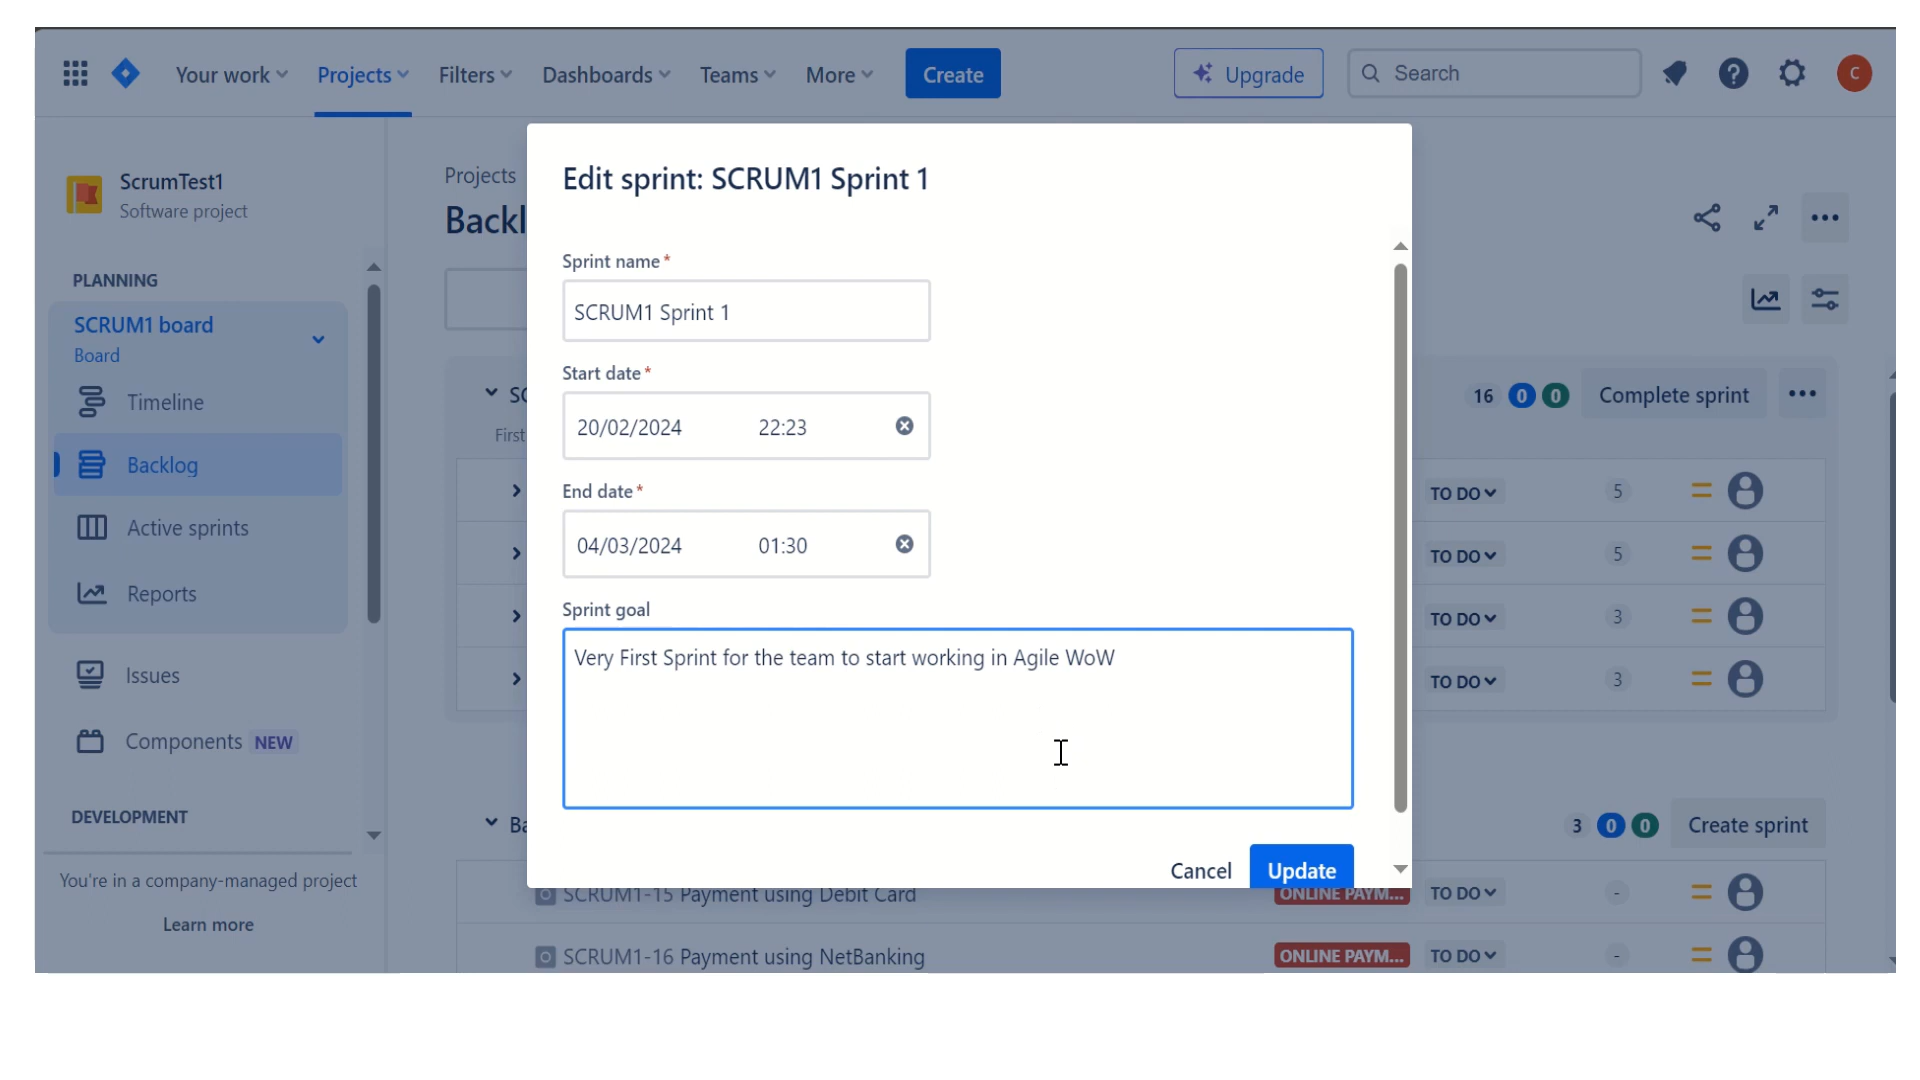 Your work Projects Filters Dashboards Teams More Create Upgrade Search C
ScrumTest1
Software project
PLANNING
SCRUM1 board
Board
Timeline
Backlog
Active sprints
Reports
Issues
Components NEW
DEVELOPMENT
You're in a company-managed project
Learn more
Projects
Backl
Edit sprint: SCRUM1 Sprint 1
Sprint name*
SCRUM1 Sprint 1
Start date*
20/02/2024 22:23
End date*
04/03/2024 01:30
Sprint goal
Very First Sprint for the team to start working in Agile WoW
Cancel Update
SC 16 0 0 Complete sprint
First
TO DO 5
TO DO 5
TO DO 3
TO DO 3
Ba 3 0 0 Create sprint
SCRUM1-15 Payment using Debit Card ONLINE PAYM... TO DO -
SCRUM1-16 Payment using NetBanking ONLINE PAYM... TO DO -